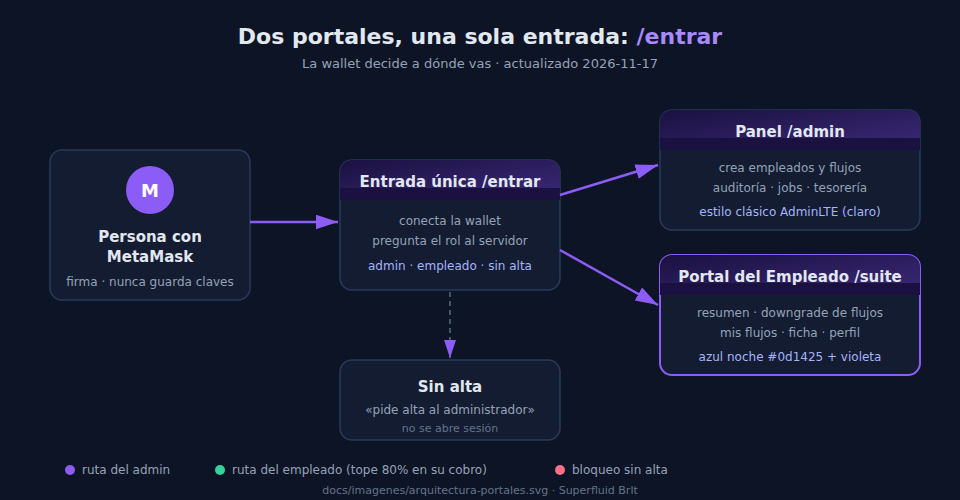 Dos portales, una sola entrada: /entrar
La wallet decide a dónde vas · actualizado 2026-11-17
M
Persona con
MetaMask
firma · nunca guarda claves
Entrada única /entrar
conecta la wallet
pregunta el rol al servidor
admin · empleado · sin alta
Panel /admin
crea empleados y flujos
auditoría · jobs · tesorería
estilo clásico AdminLTE (claro)
Portal del Empleado /suite
resumen · downgrade de flujos
mis flujos · ficha · perfil
azul noche #0d1425 + violeta
Sin alta
«pide alta al administrador»
no se abre sesión
ruta del admin
ruta del empleado (tope 80% en su cobro)
bloqueo sin alta
docs/imagenes/arquitectura-portales.svg · Superfluid Brlt